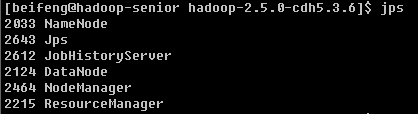 [beifeng@hadoop-senior hadoop-2.5.0-cdh5.3.6]$ jps
2033 NameNode
2643 Jps
2612 JobHistoryServer
2124 DataNode
2464 NodeManager
2215 ResourceManager